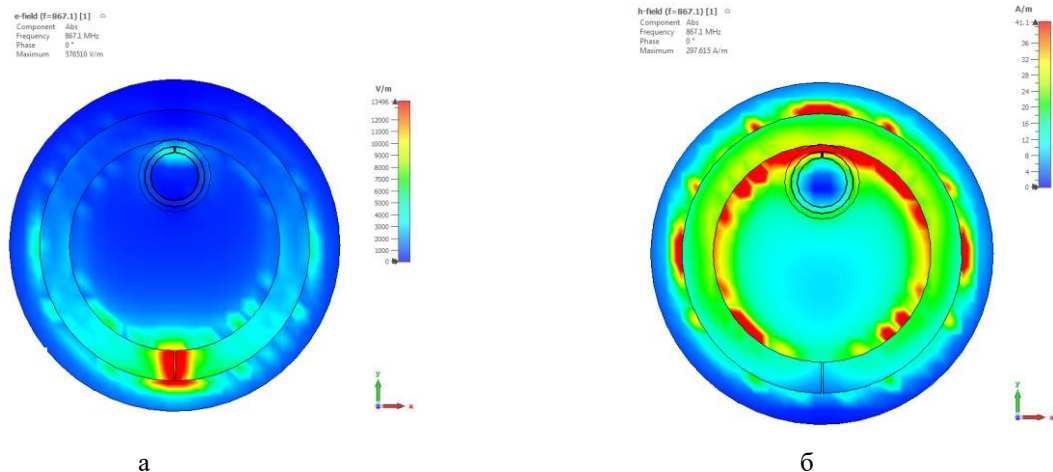 e-field (f=867.1) [1]
Component Abs
Frequency 867.1 MHz
Phase 0 °
Maximum 576510 V/m
V/m
13496
12000
11000
10000
9000
8000
7000
6000
5000
4000
3000
2000
1000
0
y
x
а
h-field (f=867.1) [1]
Component Abs
Frequency 867.1 MHz
Phase 0 °
Maximum 297.615 A/m
A/m
41.1
36
32
28
24
20
16
12
8
4
0
y
x
б